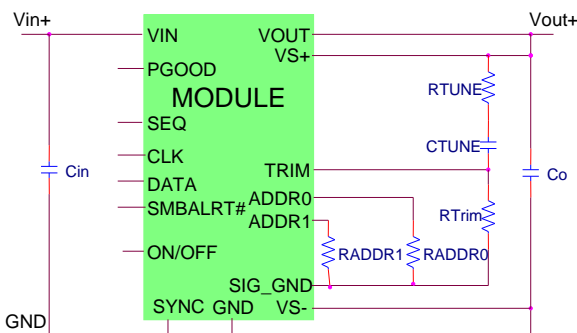 Vin+
Vout+
VIN
VOUT
VS+
PGOOD
RTUNE
MODULE
SEQ
CTUNE
CLK
TRIM
Cin
Co
DATA
ADDR0
SMBALRT#
RTrim
ADDR1
ON/OFF
RADDR1
RADDR0
SIG_GND
SYNC
GND
VS-
GND